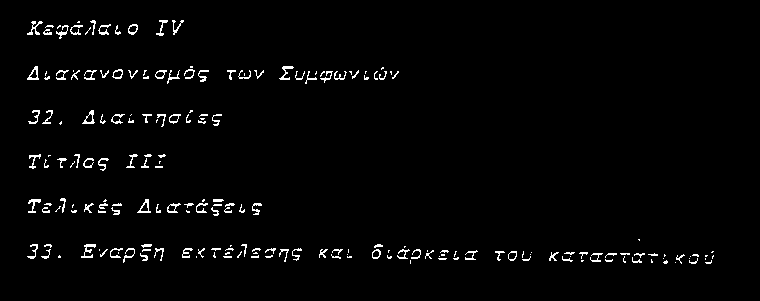 Κεφάλαιο IV
Διακανονισμός των Συμφωνιών
32. Διαιτησίες
Τίτλος III
Τελικές Διατάξεις
33. Εναρξη εκτέλεσης και διάρκεια του καταστατικού